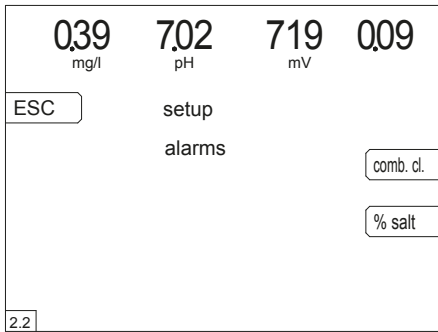 0.39 7.02 719 0.09
mg/l pH mV
ESC setup
alarms
comb. cl.
% salt
2.2